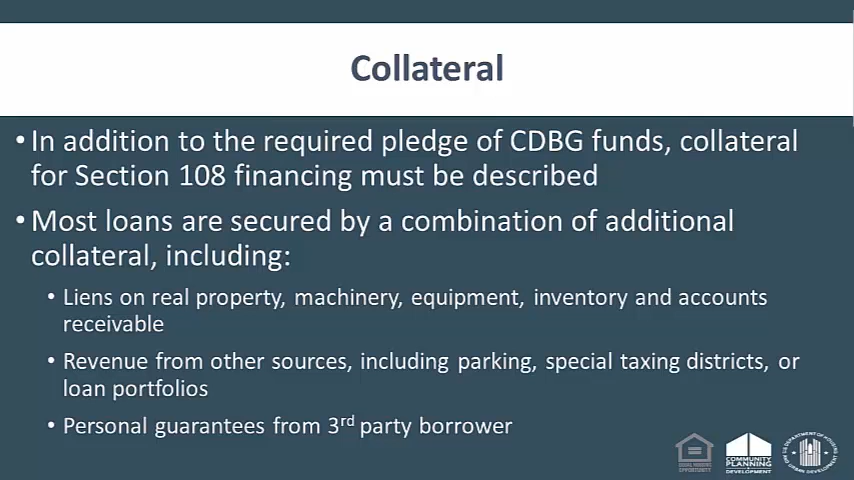 Collateral
• In addition to the required pledge of CDBG funds, collateral
for Section 108 financing must be described
• Most loans are secured by a combination of additional
collateral, including:
• Liens on real property, machinery, equipment, inventory and accounts
receivable
• Revenue from other sources, including parking, special taxing districts, or
loan portfolios
• Personal guarantees from 3rd party borrower
EQUAL HOUSING
OPPORTUNITY
COMMUNITY
PLANNING
DEVELOPMENT